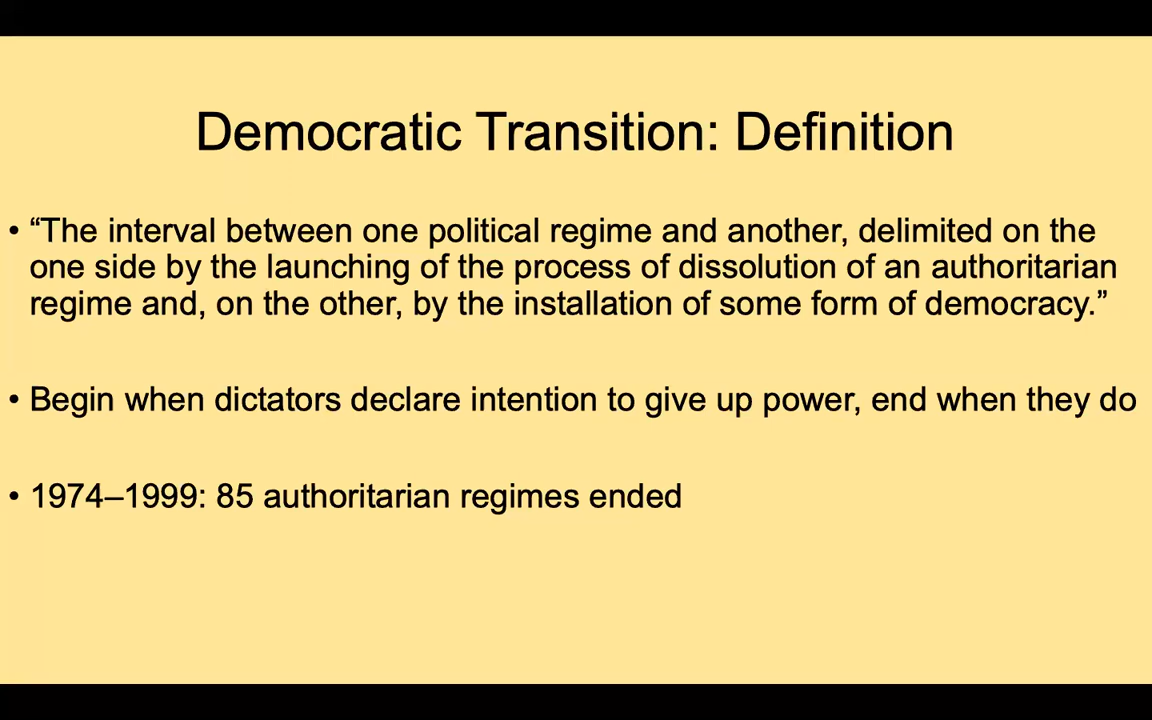 Democratic Transition: Definition
• “The interval between one political regime and another, delimited on the
one side by the launching of the process of dissolution of an authoritarian
regime and, on the other, by the installation of some form of democracy.”
• Begin when dictators declare intention to give up power, end when they do
• 1974–1999: 85 authoritarian regimes ended